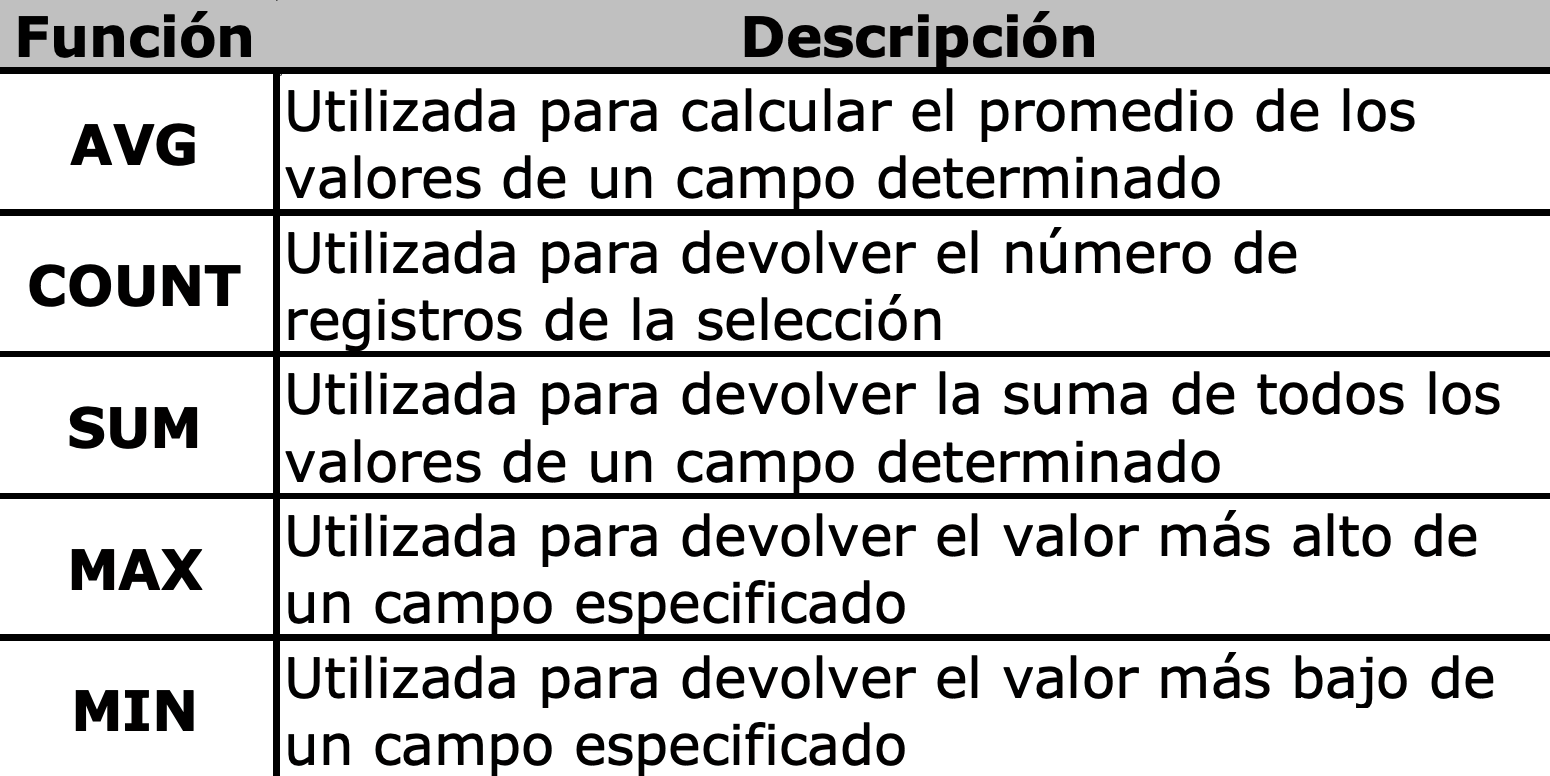 Función Descripción
AVG
Utilizada para calcular el promedio de los
valores de un campo determinado
COUNT
Utilizada para devolver el número de
registros de la selección
SUM
Utilizada para devolver la suma de todos los
valores de un campo determinado
MAX
Utilizada para devolver el valor más alto de
un campo especificado
MIN
Utilizada para devolver el valor más bajo de
un campo especificado